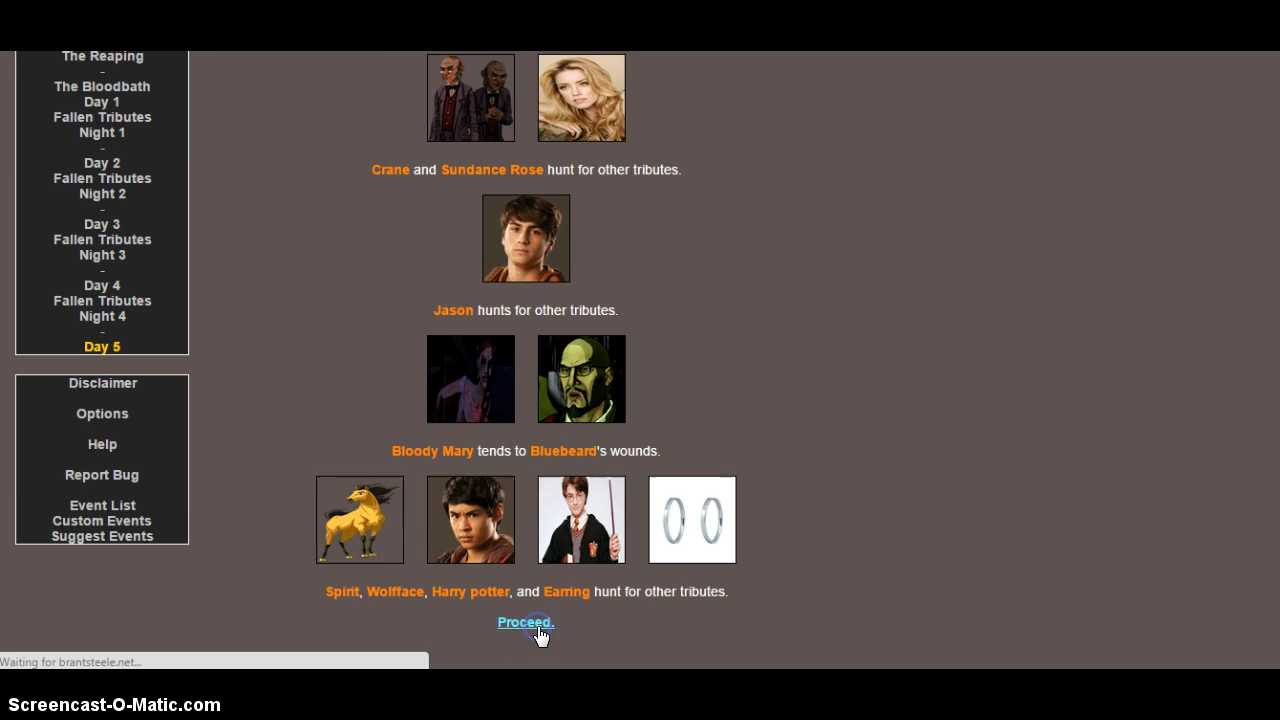 The Reaping
-
The Bloodbath
Day 1
Fallen Tributes
Night 1
-
Day 2
Fallen Tributes
Night 2
-
Day 3
Fallen Tributes
Night 3
-
Day 4
Fallen Tributes
Night 4
-
Day 5
Disclaimer
Options
Help
Report Bug
Event List
Custom Events
Suggest Events
Crane and Sundance Rose hunt for other tributes.
Jason hunts for other tributes.
Bloody Mary tends to Bluebeard's wounds.
Spirit, Wolfface, Harry potter, and Earring hunt for other tributes.
Proceed.
Waiting for brantsteele.net...
Screencast-O-Matic.com